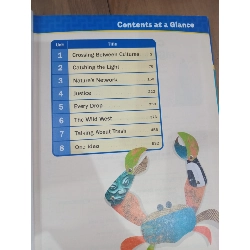 Contents at a Glance
Unit Title
1 Crossing Between Cultures
2 Catching the Light
3 Nature's Network
4 Justice
5 Every Drop
6 The Wild West
7 Talking About Trash
8 One Idea